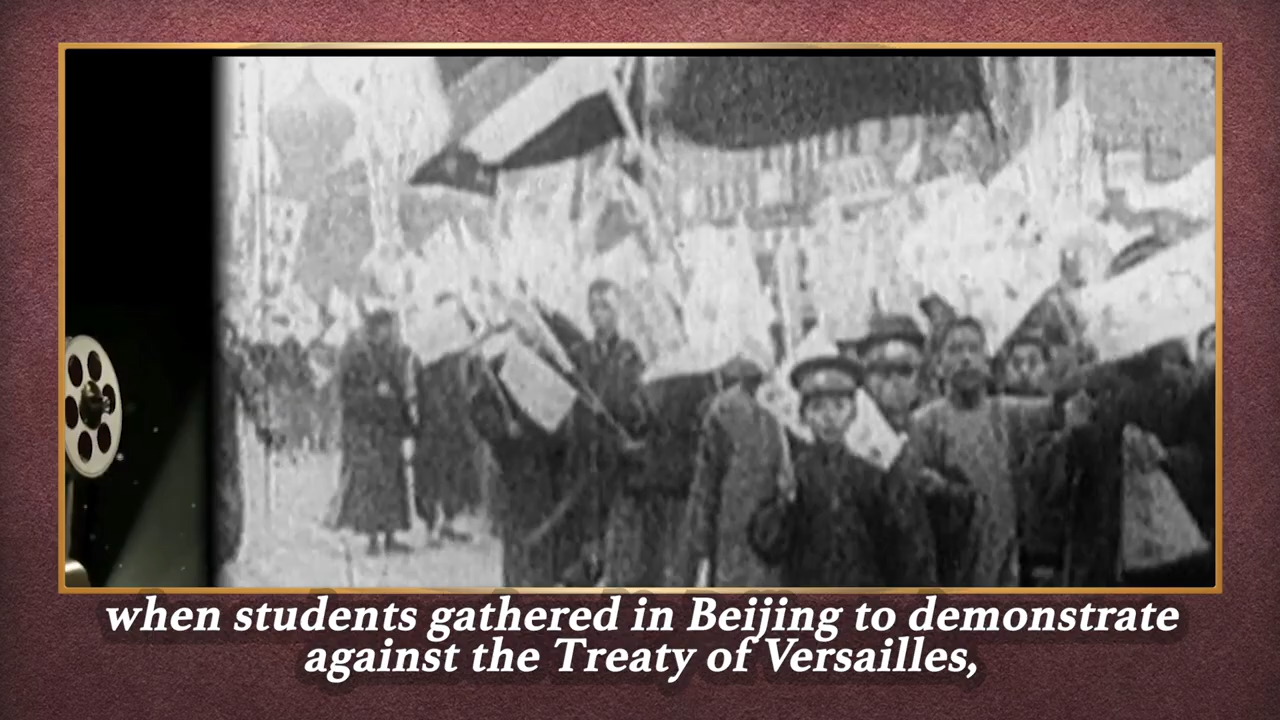 when students gathered in Beijing to demonstrate
against the Treaty of Versailles,